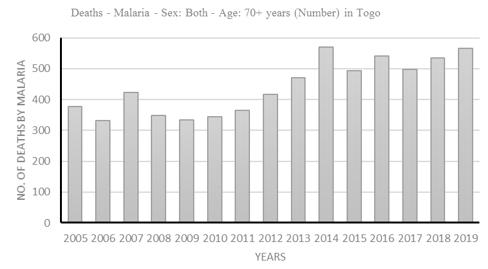 Deaths - Malaria - Sex: Both - Age: 70+ years (Number) in Togo
600
500
400
300
200
100
0
NO. OF DEATHS BY MALARIA
2005 2006 2007 2008 2009 2010 2011 2012 2013 2014 2015 2016 2017 2018 2019
YEARS